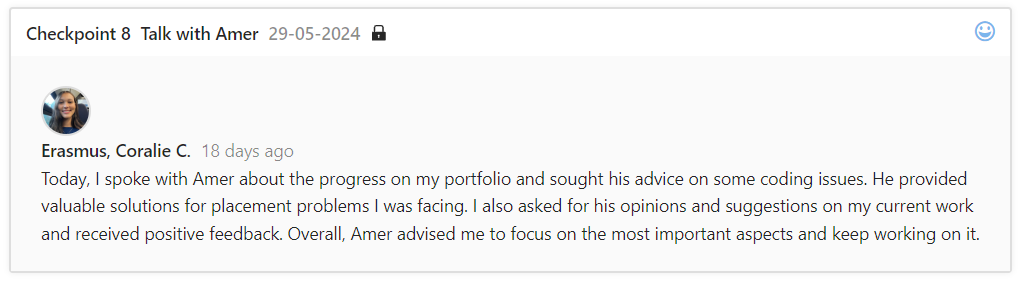 Checkpoint 8 Talk with Amer 29-05-2024
Erasmus, Coralie C. 18 days ago
Today, I spoke with Amer about the progress on my portfolio and sought his advice on some coding issues. He provided
valuable solutions for placement problems I was facing. I also asked for his opinions and suggestions on my current work
and received positive feedback. Overall, Amer advised me to focus on the most important aspects and keep working on it.